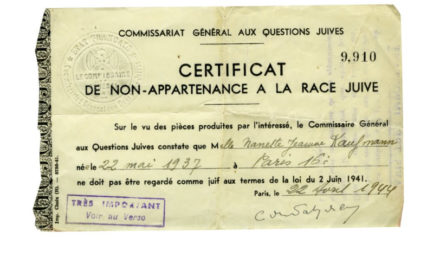 COMMISSARIAT GÉNÉRAL AUX QUESTIONS JUIVES
9.910
CERTIFICAT
DE NON-APPARTENANCE A LA RACE JUIVE
Sur le vu des pièces produites par l'intéressé, le Commissaire Général
aux Questions Juives constate que Melle Nanette Jeanne Kaufmann
né le 22 mai 1937 à Paris 16e
ne doit pas être regardé comme juif aux termes de la loi du 2 Juin 1941.
Paris, le 22 Avril 1944
TRÈS IMPORTANT
Voir au Verso